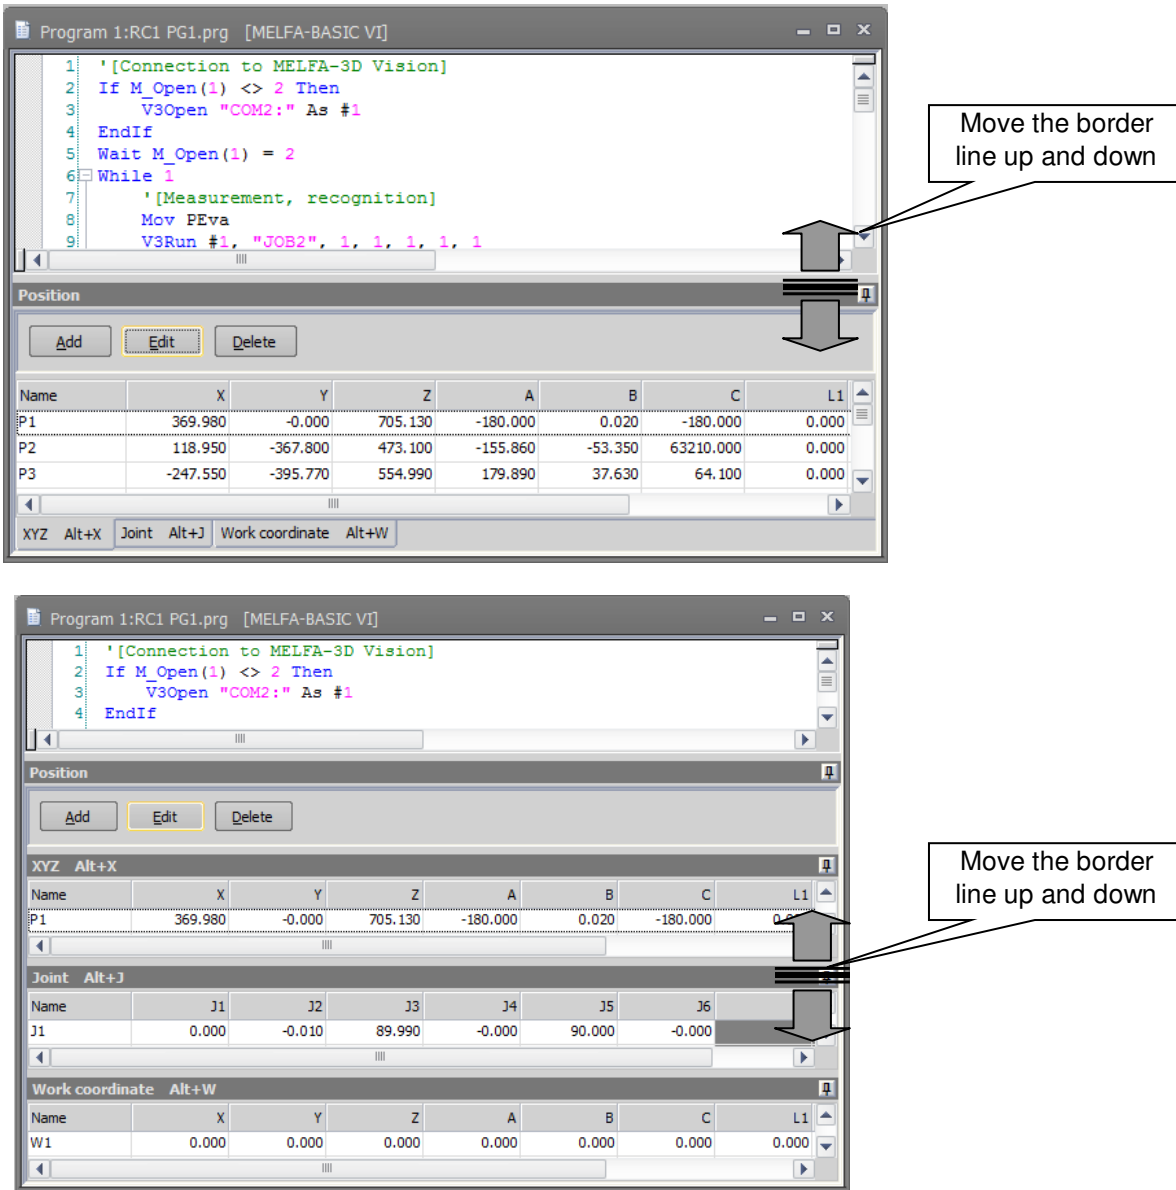 Program 1:RC1 PG1.prg [MELFA-BASIC VI]
1 '[Connection to MELFA-3D Vision]
2 If M_Open(1) <> 2 Then
3 V3Open "COM2:" As #1
4 EndIf
5 Wait M_Open(1) = 2
6 While 1
7 '[Measurement, recognition]
8 Mov PEva
9 V3Run #1, "JOB2", 1, 1, 1, 1, 1
Move the border
line up and down
Position
Add Edit Delete
Name X Y Z A B C L1
P1 369.980 -0.000 705.130 -180.000 0.020 -180.000 0.000
P2 118.950 -367.800 473.100 -155.860 -53.350 63210.000 0.000
P3 -247.550 -395.770 554.990 179.890 37.630 64.100 0.000
XYZ Alt+X Joint Alt+J Work coordinate Alt+W
Program 1:RC1 PG1.prg [MELFA-BASIC VI]
1 '[Connection to MELFA-3D Vision]
2 If M_Open(1) <> 2 Then
3 V3Open "COM2:" As #1
4 EndIf
Position
Add Edit Delete
XYZ Alt+X
Name X Y Z A B C L1
P1 369.980 -0.000 705.130 -180.000 0.020 -180.000
Move the border
line up and down
Joint Alt+J
Name J1 J2 J3 J4 J5 J6
J1 0.000 -0.010 89.990 -0.000 90.000 -0.000
Work coordinate Alt+W
Name X Y Z A B C L1
W1 0.000 0.000 0.000 0.000 0.000 0.000 0.000